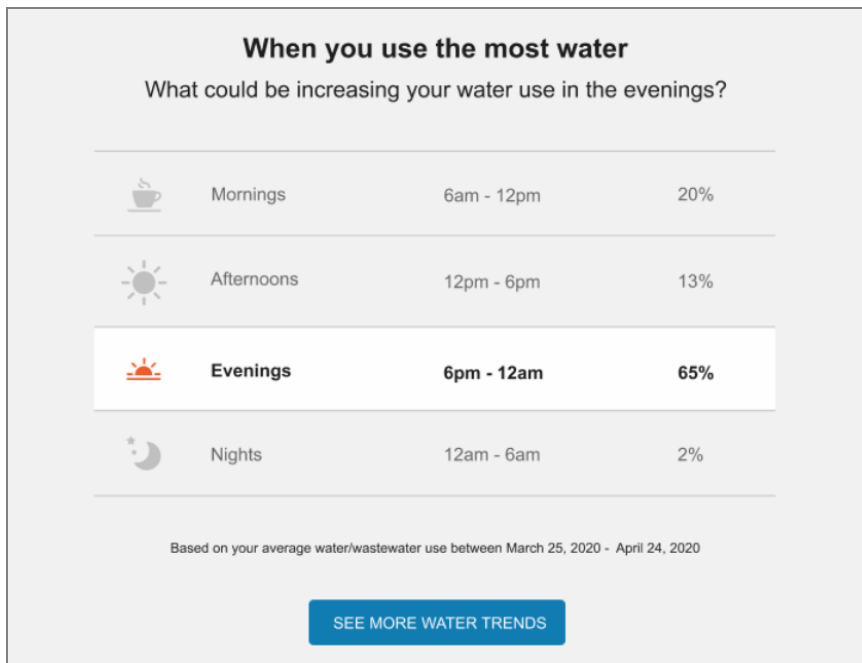 When you use the most water
What could be increasing your water use in the evenings?
Mornings 6am - 12pm 20%
Afternoons 12pm - 6pm 13%
Evenings 6pm - 12am 65%
Nights 12am - 6am 2%
Based on your average water/wastewater use between March 25, 2020 - April 24, 2020
SEE MORE WATER TRENDS